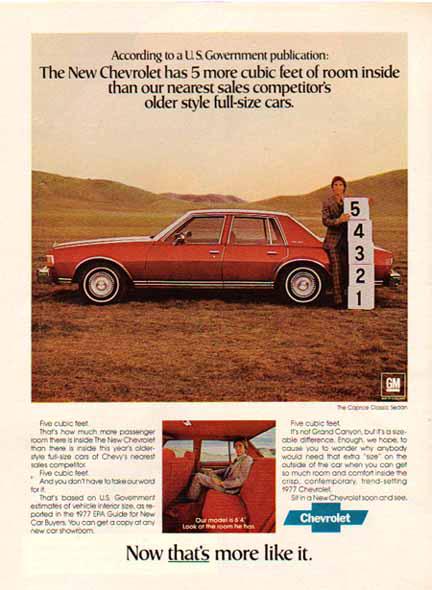 According to a U.S. Government publication:
The New Chevrolet has 5 more cubic feet of room inside
than our nearest sales competitor's
older style full-size cars.
5
4
3
2
1
GM
The Caprice Classic Sedan
Five cubic feet.
That's how much more passenger
room there is inside The New Chevrolet
than there is inside this year's older-
style full-size cars of Chevy's nearest
sales competitor.
Five cubic feet.
And you don't have to take our word
for it.
That's based on U.S. Government
estimates of vehicle interior size, as re-
ported in the 1977 EPA Guide for New
Car Buyers. You can get a copy at any
new car showroom.
Our model is 6'4"
Look at the room he has.
Five cubic feet.
It's not Grand Canyon, but it's a size-
able difference. Enough, we hope, to
cause you to wonder why anybody
would need that extra "size" on the
outside of the car when you can get
so much room and comfort inside the
crisp, contemporary, trend-setting
1977 Chevrolet.
Sit in a New Chevrolet soon and see.
Chevrolet
Now that's more like it.